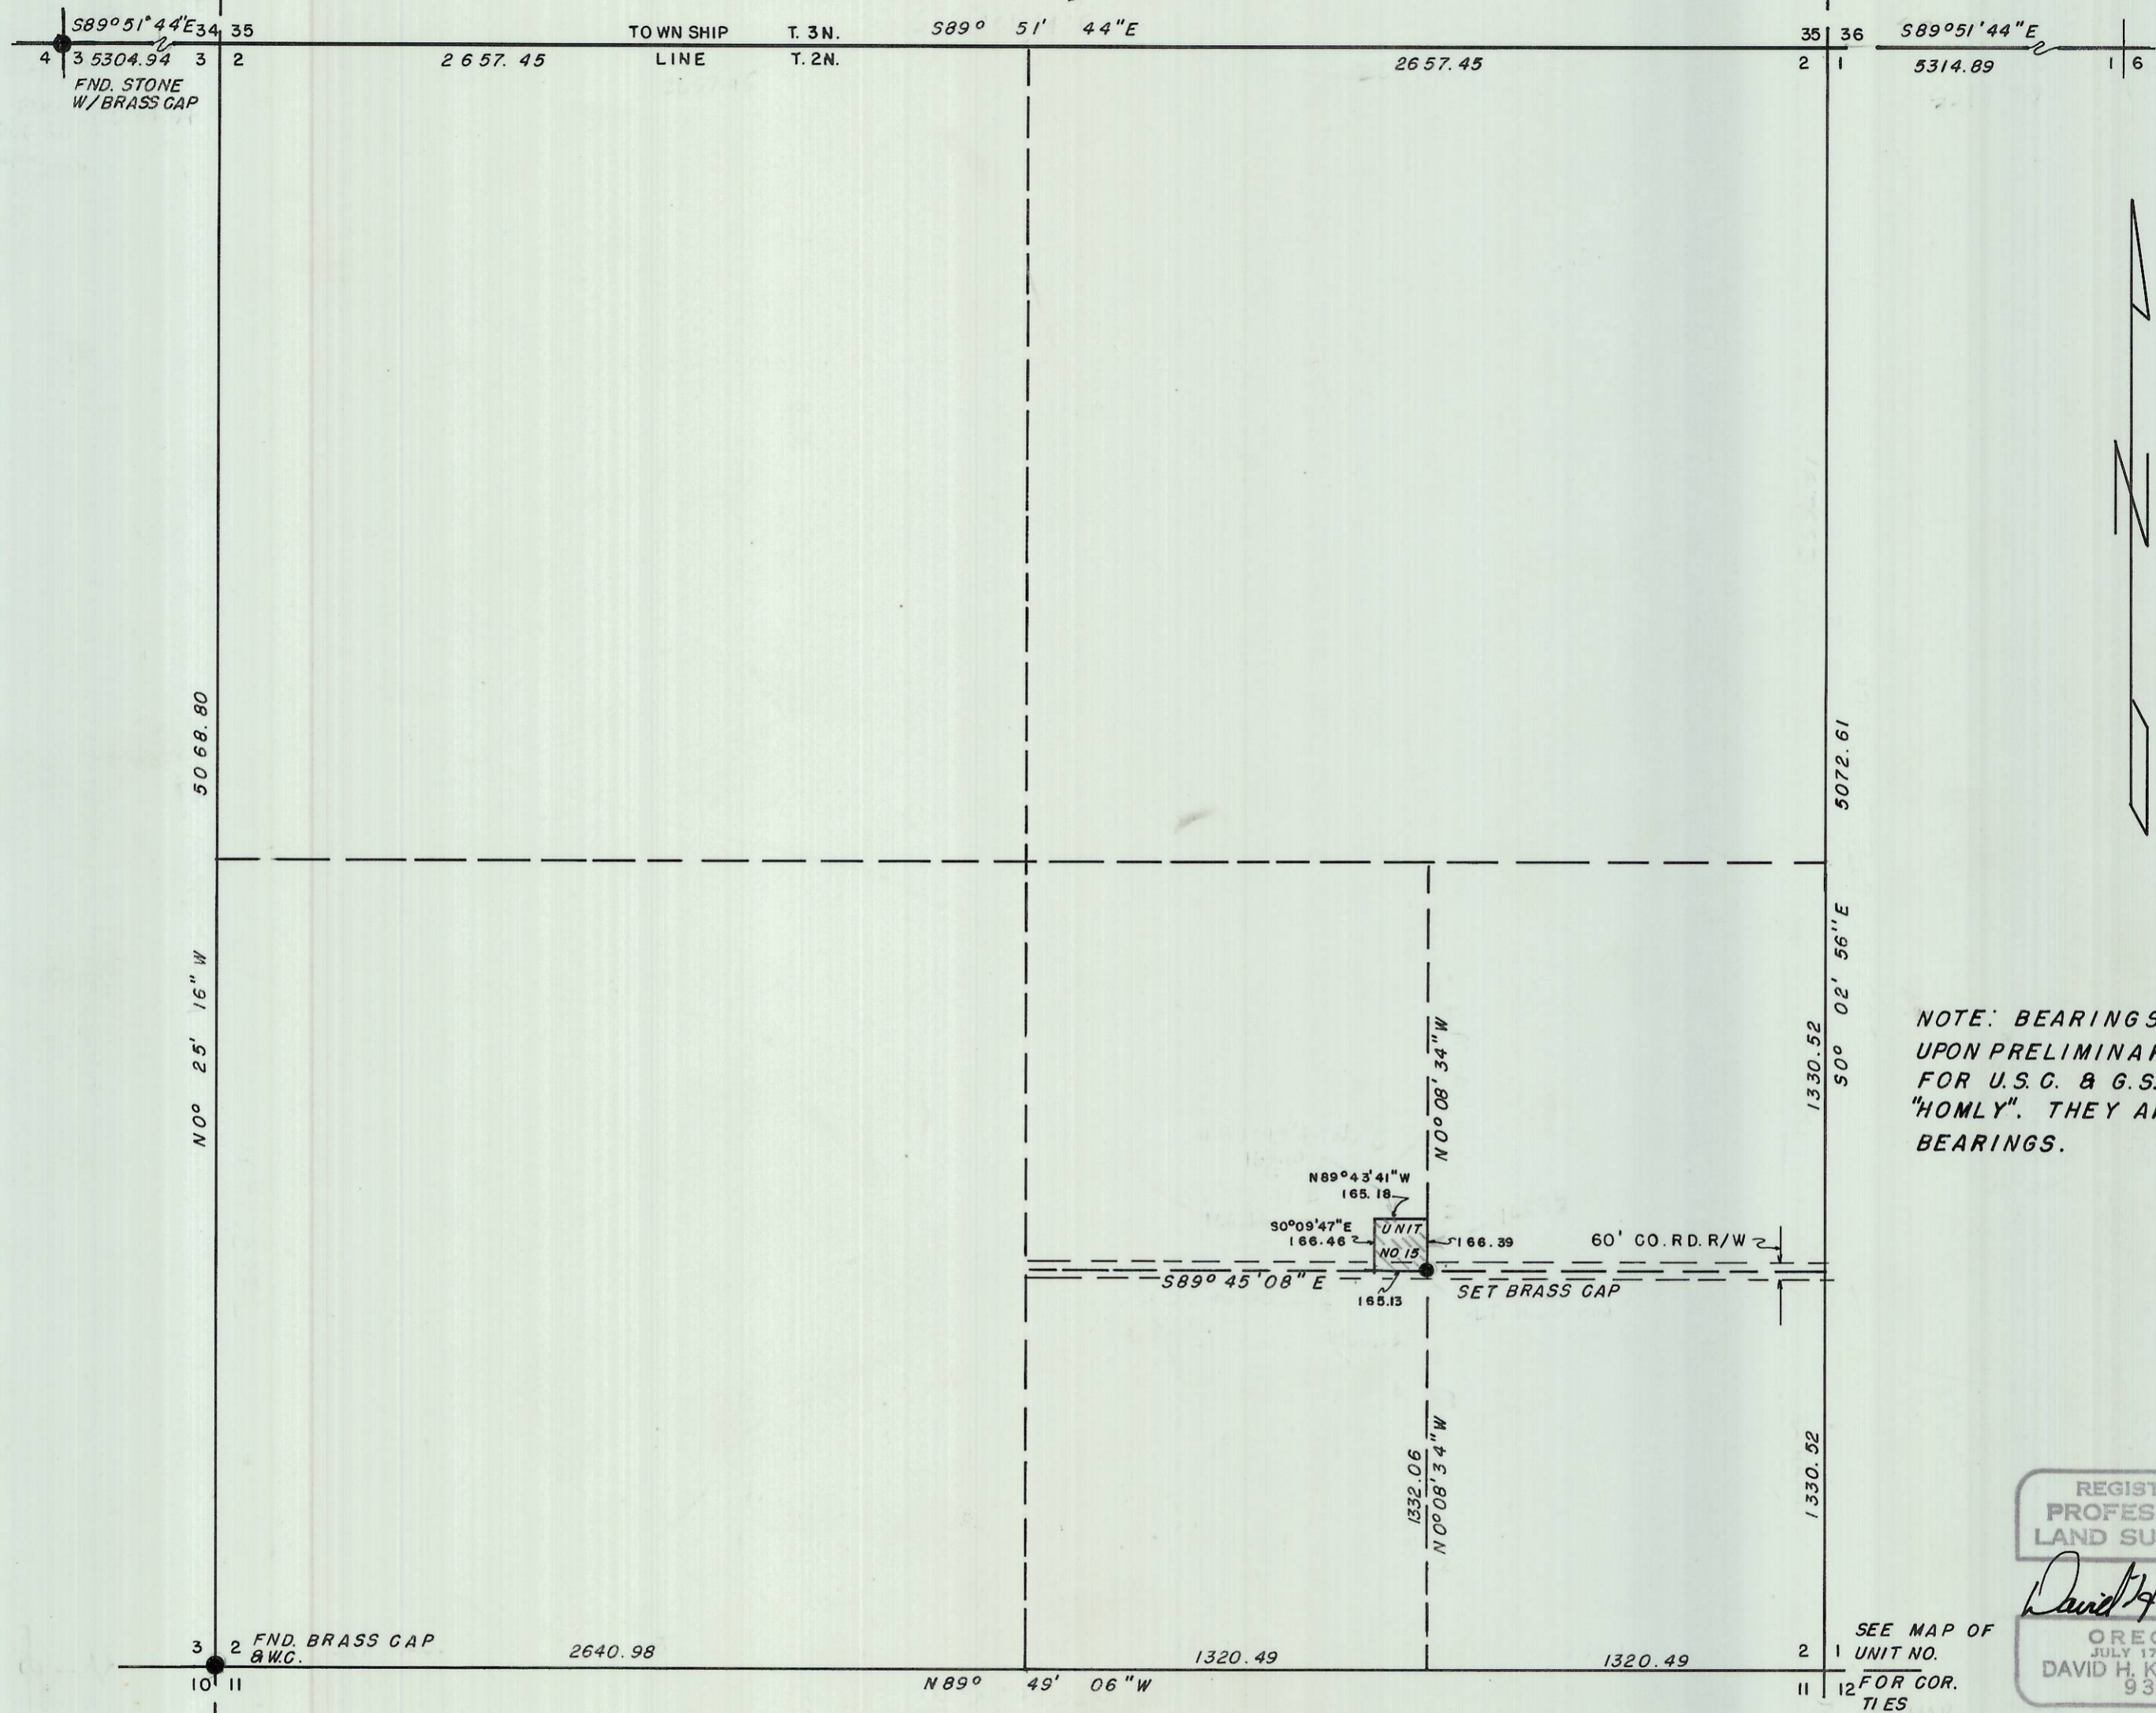 S89°51'44"E 34 35
TOWNSHIP T. 3N.
S89° 51' 44"E
35 36
S89°51'44"E
4 3 5304.94 3 2
2657.45
LINE T. 2N.
2657.45
2 1
5314.89
1 6
FND. STONE
W/BRASS CAP
N
5068.80
N0° 25' 16" W
5072.61
S0° 02' 56"E
1330.52
NOTE: BEARINGS
UPON PRELIMINA
FOR U.S.C. & G.S.
"HOMLY". THEY A
BEARINGS.
N0°08'34"W
N89°43'41"W
165.18
S0°09'47"E
166.46
UNIT
NO 15
166.39
60' CO. RD. R/W
S89° 45'08" E
165.13
SET BRASS CAP
1332.06
N0°08'34"W
1330.52
REGIST
PROFES
LAND SU
David H
OREG
JULY 17
DAVID H. K
93
3 2 FND. BRASS CAP
& W.C.
10 11
2640.98
N89° 49' 06"W
1320.49
1320.49
2 1
11 12
SEE MAP OF
UNIT NO.
FOR COR.
TIES